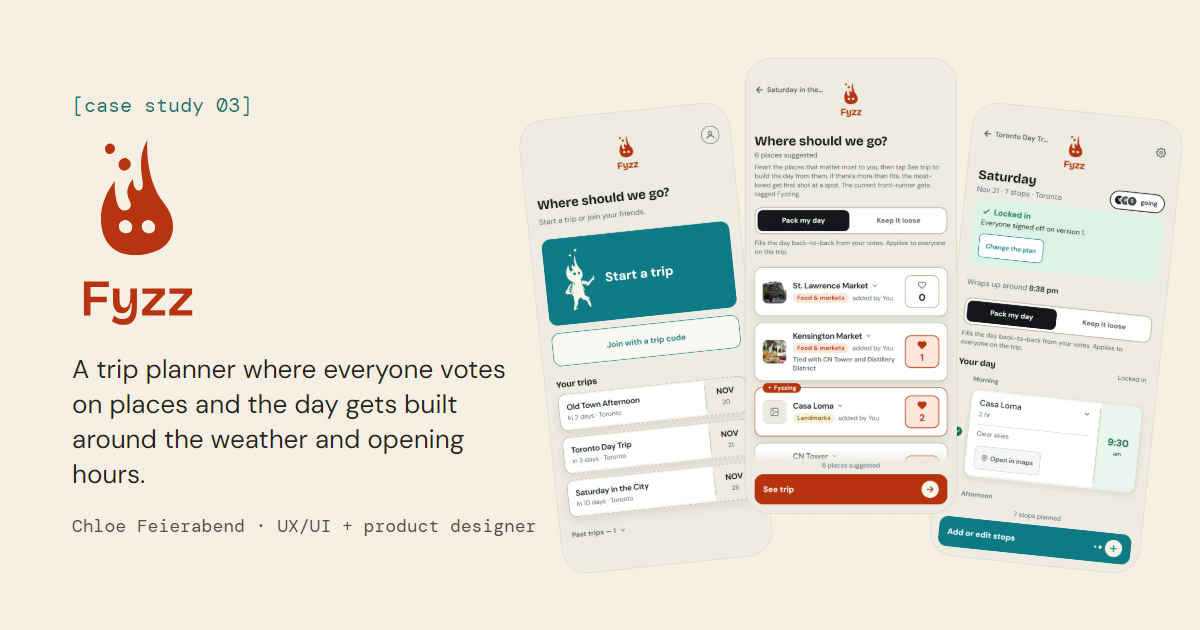 [case study 03]
Fyzz
A trip planner where everyone votes
on places and the day gets built
around the weather and opening
hours.
Chloe Feierabend · UX/UI + product designer
Fyzz
Where should we go?
Start a trip or join your friends.
Start a trip
Join with a trip code
Your trips
Old Town Afternoon
In 2 days · Toronto
NOV
20
Toronto Day Trip
In 3 days · Toronto
NOV
21
Saturday in the City
In 10 days · Toronto
NOV
28
Past trips — 1
Saturday in the...
Fyzz
Where should we go?
6 places suggested
Heart the places that matter most to you, then tap See trip to
build the day from them. If there's more than fits, the most-
loved get first shot at a spot. The current front-runner gets
tagged Fyzzing.
Pack my day
Keep it loose
Fills the day back-to-back from your votes. Applies to everyone
on the trip.
St. Lawrence Market
Food & markets added by You
0
Kensington Market
Food & markets added by You
Tied with CN Tower and Distillery
District
1
+ Fyzzing
Casa Loma
Landmarks added by You
2
CN Tower
6 places suggested
See trip
Toronto Day Tr...
Fyzz
Saturday
Nov 21 · 7 stops · Toronto
going
Locked in
Everyone signed off on version 1.
Change the plan
Wraps up around 8:38 pm
Pack my day
Keep it loose
Fills the day back-to-back from your votes. Applies to
everyone on the trip.
Your day
Locked in
Morning
Casa Loma
2 hr
Clear skies
Open in maps
9:30
am
Afternoon
7 stops planned
Add or edit stops